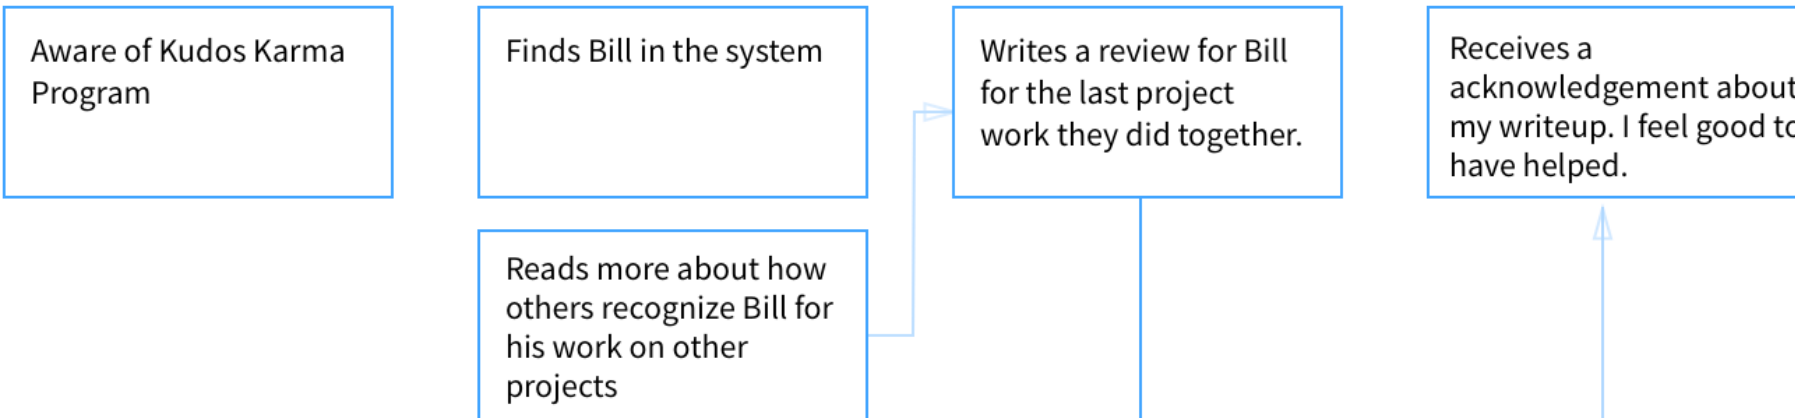 Aware of Kudos Karma
Program
Finds Bill in the system
Writes a review for Bill
for the last project
work they did together.
Receives a
acknowledgement about
my writeup. I feel good to
have helped.
Reads more about how
others recognize Bill for
his work on other
projects